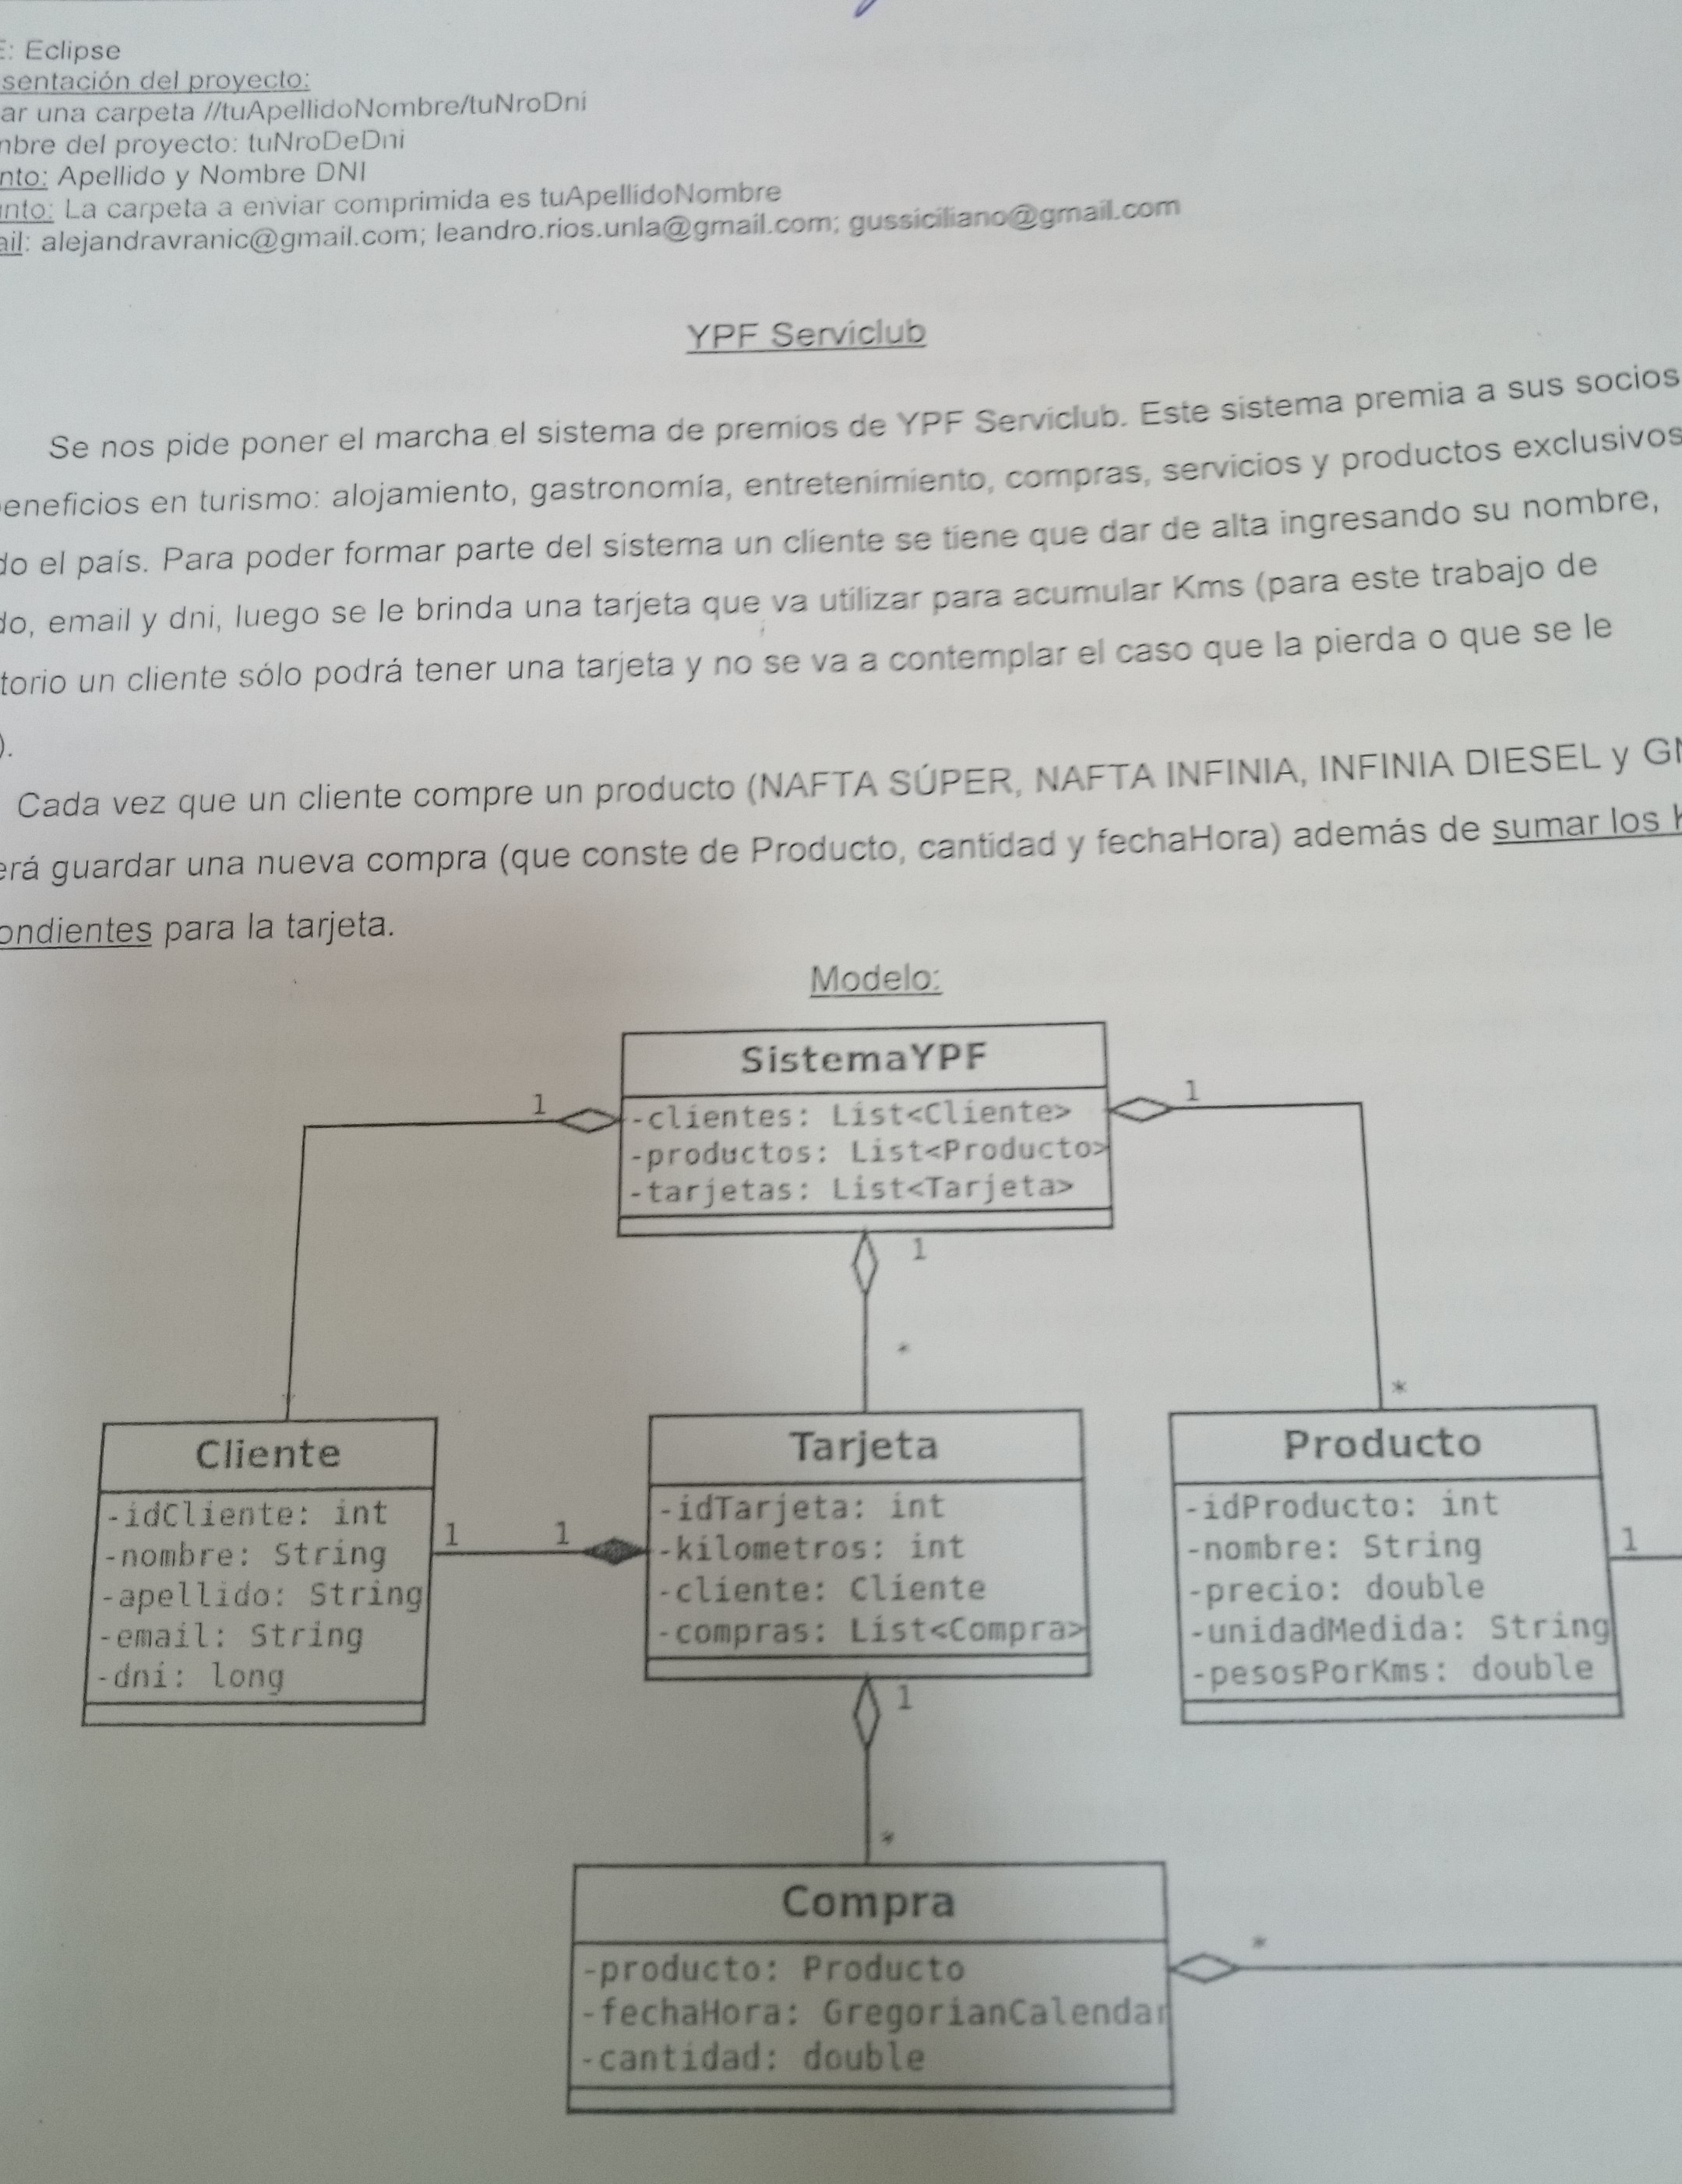 E: Eclipse
sentación del proyecto:
ar una carpeta //tuApellidoNombre/tuNroDni
nbre del proyecto: tuNroDeDni
nto: Apellido y Nombre DNI
unto: La carpeta a enviar comprimida es tuApellidoNombre
ail: alejandravranic@gmail.com; leandro.rios.unla@gmail.com; gussiciliano@gmail.com
YPF Serviclub
Se nos pide poner el marcha el sistema de premios de YPF Serviclub. Este sistema premia a sus socios
beneficios en turismo: alojamiento, gastronomía, entretenimiento, compras, servicios y productos exclusivos
do el país. Para poder formar parte del sistema un cliente se tiene que dar de alta ingresando su nombre,
do, email y dni, luego se le brinda una tarjeta que va utilizar para acumular Kms (para este trabajo de
torio un cliente sólo podrá tener una tarjeta y no se va a contemplar el caso que la pierda o que se le
).
Cada vez que un cliente compre un producto (NAFTA SÚPER, NAFTA INFINIA, INFINIA DIESEL y GN
erá guardar una nueva compra (que conste de Producto, cantidad y fechaHora) además de sumar los K
ondientes para la tarjeta.
Modelo:
SistemaYPF
-clientes: List<Cliente>
-productos: List<Producto>
-tarjetas: List<Tarjeta>
1
1
1
*
*
Cliente
-idCliente: int
-nombre: String
-apellido: String
-email: String
-dni: long
1
1
Tarjeta
-idTarjeta: int
-kilometros: int
-cliente: Cliente
-compras: List<Compra>
Producto
-idProducto: int
-nombre: String
-precio: double
-unidadMedida: String
-pesosPorKms: double
1
1
*
Compra
-producto: Producto
-fechaHora: GregorianCalendar
-cantidad: double
*